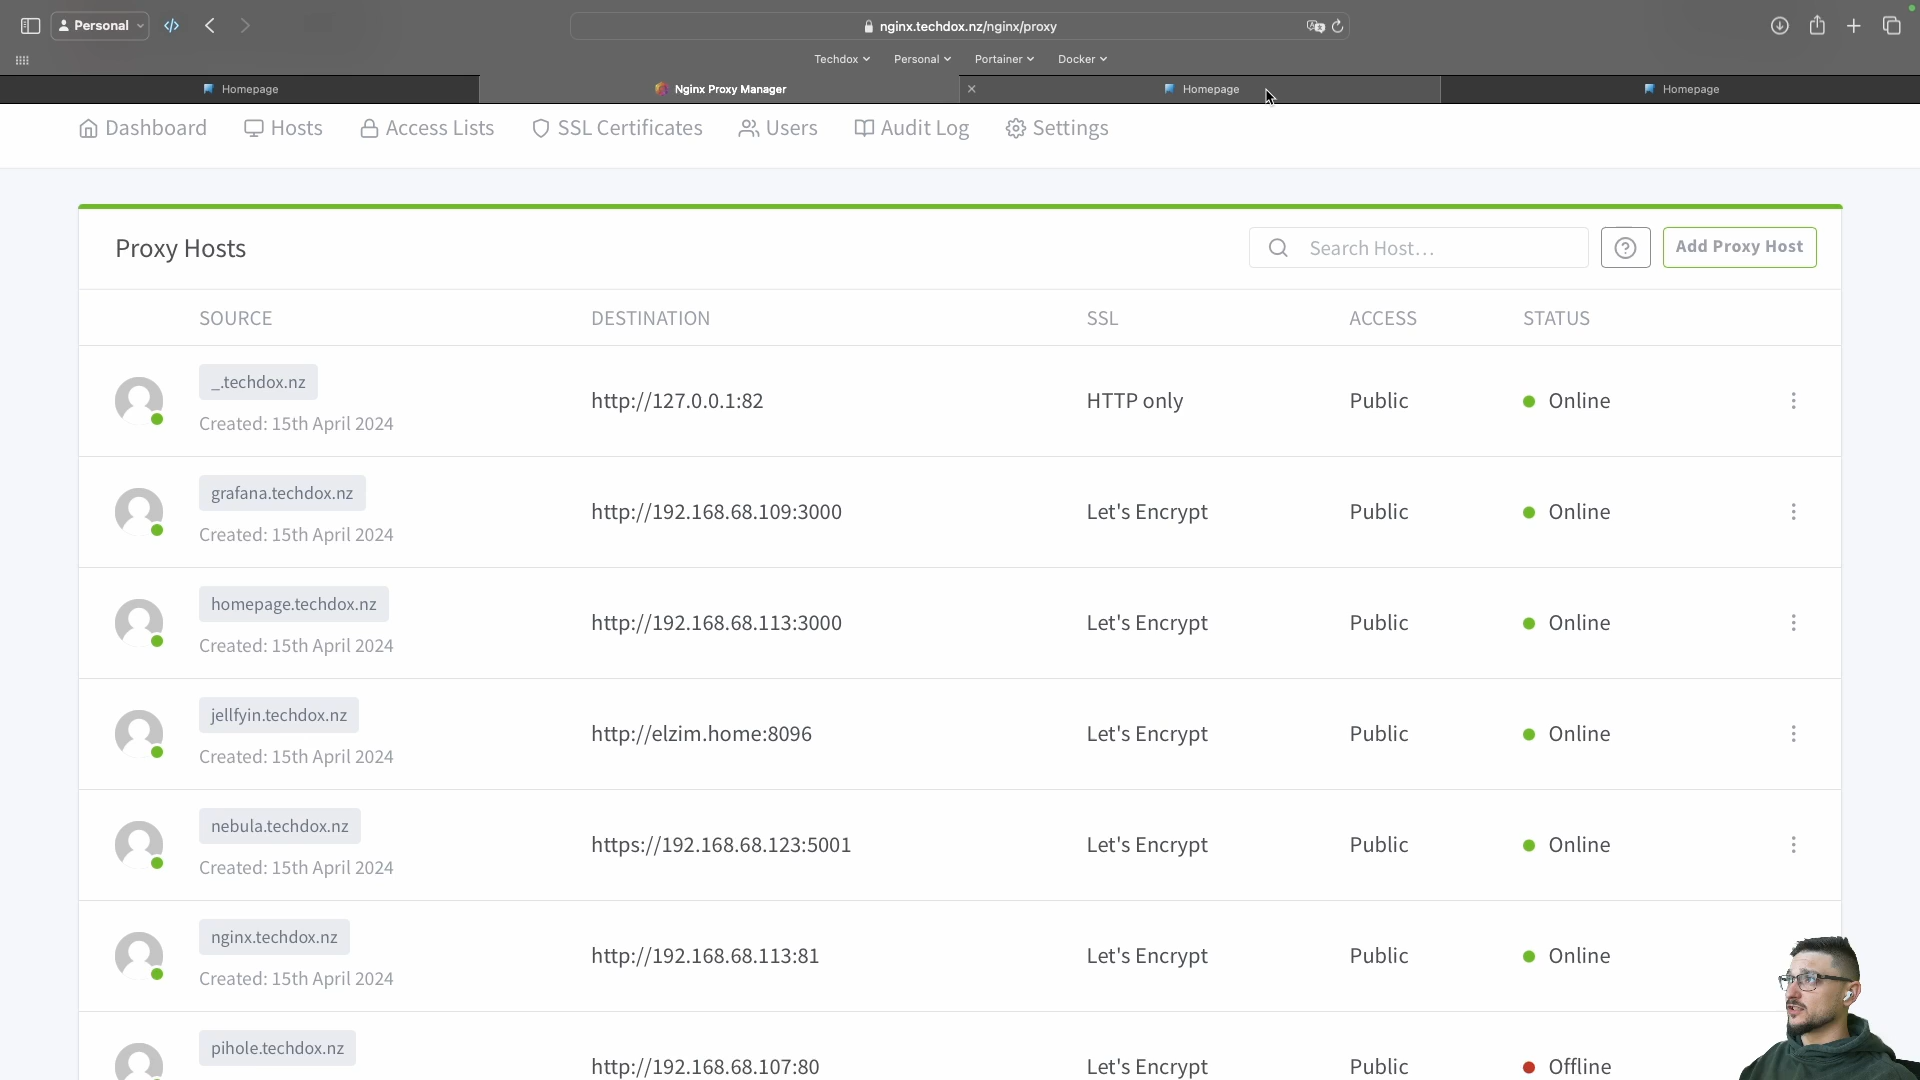 Personal
nginx.techdox.nz/nginx/proxy
Techdox
Personal
Portainer
Docker
Homepage
Nginx Proxy Manager
Homepage
Homepage
Dashboard
Hosts
Access Lists
SSL Certificates
Users
Audit Log
Settings
Proxy Hosts
Search Host...
Add Proxy Host
SOURCE
DESTINATION
SSL
ACCESS
STATUS
_.techdox.nz
Created: 15th April 2024
http://127.0.0.1:82
HTTP only
Public
Online
grafana.techdox.nz
Created: 15th April 2024
http://192.168.68.109:3000
Let's Encrypt
Public
Online
homepage.techdox.nz
Created: 15th April 2024
http://192.168.68.113:3000
Let's Encrypt
Public
Online
jellfyin.techdox.nz
Created: 15th April 2024
http://elzim.home:8096
Let's Encrypt
Public
Online
nebula.techdox.nz
Created: 15th April 2024
https://192.168.68.123:5001
Let's Encrypt
Public
Online
nginx.techdox.nz
Created: 15th April 2024
http://192.168.68.113:81
Let's Encrypt
Public
Online
pihole.techdox.nz
http://192.168.68.107:80
Let's Encrypt
Public
Offline